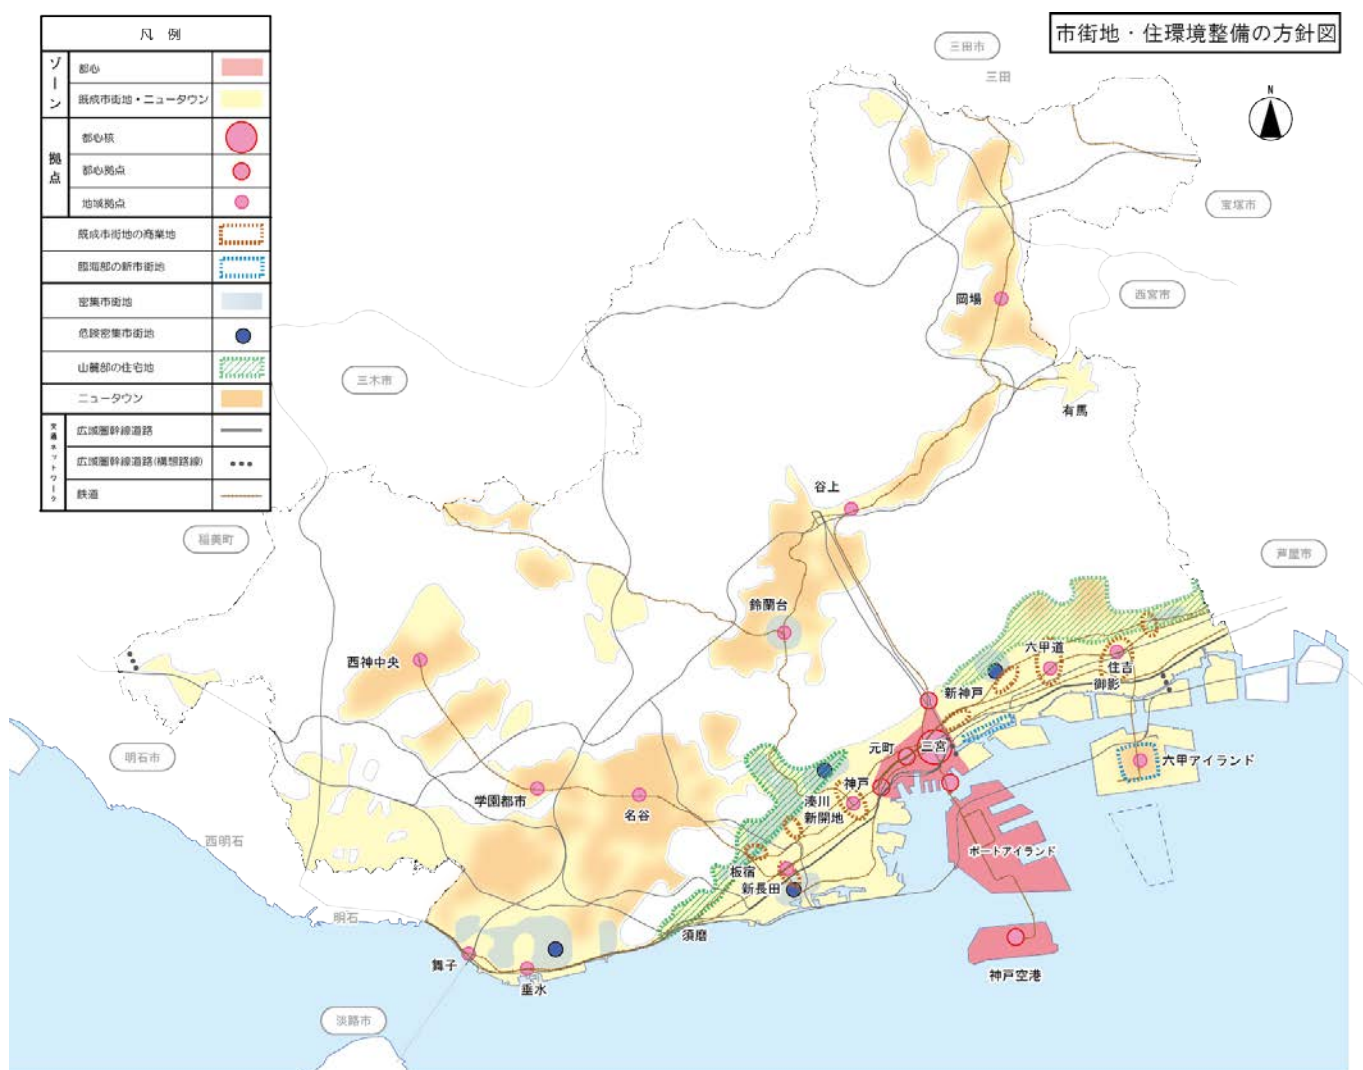 市街地・住環境整備の方針図
凡 例
ゾーン
都心
既成市街地・ニュータウン
拠点
都心核
都心拠点
地域拠点
既成市街地の商業地
臨海部の新市街地
密集市街地
危険密集市街地
山麓部の住宅地
ニュータウン
交通ネットワーク
広域圏幹線道路
広域圏幹線道路(構想路線)
鉄道
N
三田市
三田
宝塚市
西宮市
岡場
三木市
有馬
谷上
稲美町
芦屋市
鈴蘭台
六甲道
西神中央
住吉
御影
新神戸
明石市
元町
三宮
六甲アイランド
神戸
学園都市
名谷
湊川
新開地
西明石
ポートアイランド
板宿
新長田
明石
須磨
舞子
垂水
神戸空港
淡路市